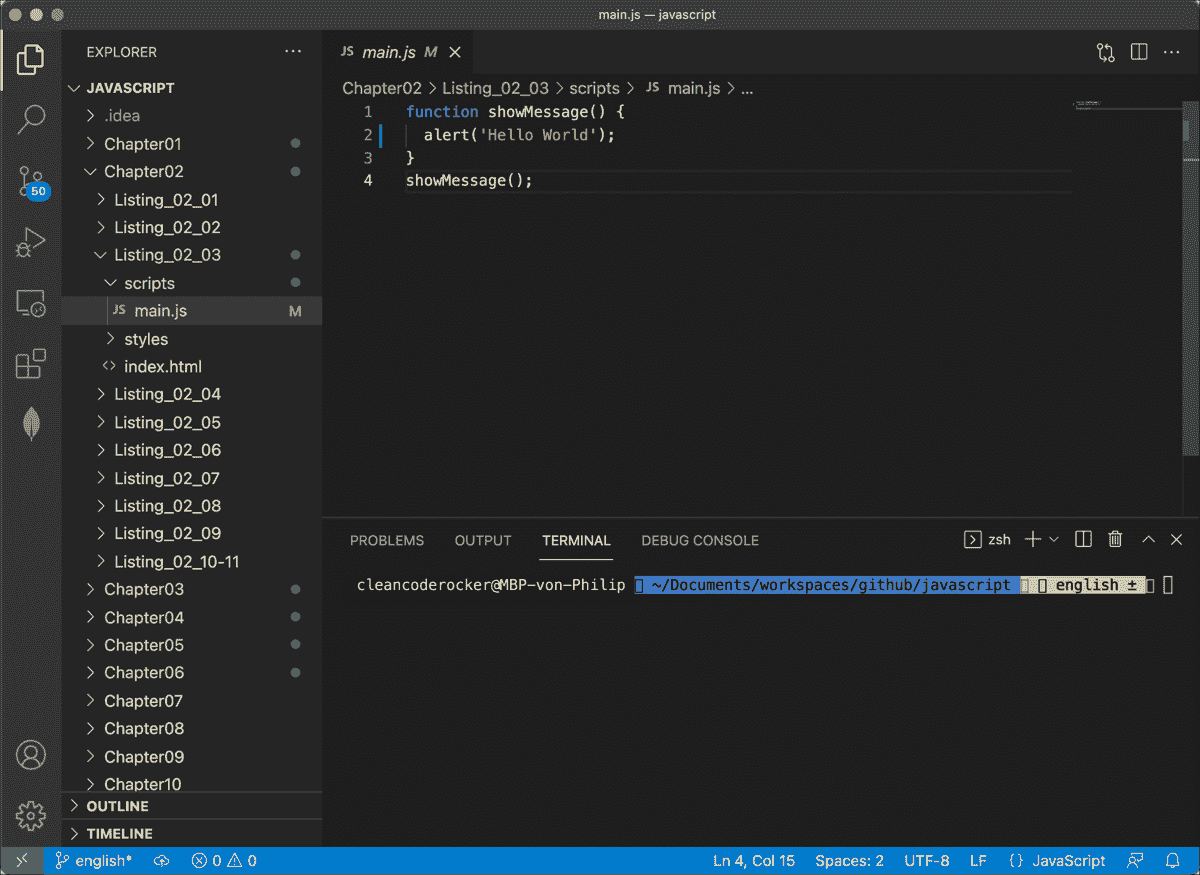 main.js — javascript
EXPLORER ···
JAVASCRIPT
.idea
Chapter01
Chapter02
Listing_02_01
Listing_02_02
Listing_02_03
scripts
JS main.js M
styles
<> index.html
Listing_02_04
Listing_02_05
Listing_02_06
Listing_02_07
Listing_02_08
Listing_02_09
Listing_02_10-11
Chapter03
Chapter04
Chapter05
Chapter06
Chapter07
Chapter08
Chapter09
Chapter10
OUTLINE
TIMELINE
50
JS main.js M
Chapter02 > Listing_02_03 > scripts > JS main.js > ...
1 function showMessage() {
2 alert('Hello World');
3 }
4 showMessage();
PROBLEMS OUTPUT TERMINAL DEBUG CONSOLE zsh
cleancoderocker@MBP-von-Philip ~/Documents/workspaces/github/javascript english ±
english* 0 0 Ln 4, Col 15 Spaces: 2 UTF-8 LF {} JavaScript